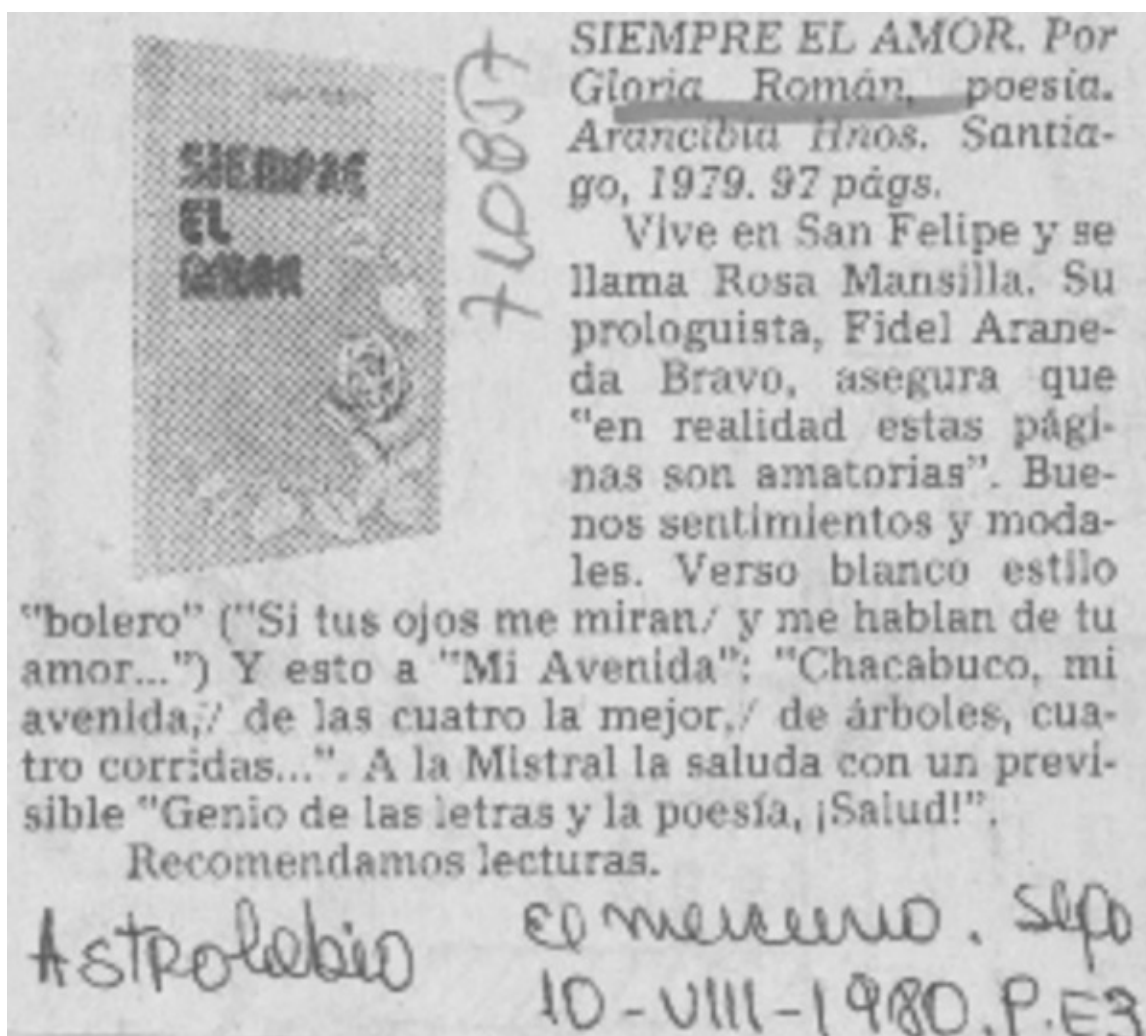 SIEMPRE
EL
AMOR
710857
SIEMPRE EL AMOR. Por
Gloria Román, poesía.
Arancibia Hnos. Santia-
go, 1979. 97 págs.
Vive en San Felipe y se
llama Rosa Mansilla. Su
prologuista, Fidel Arane-
da Bravo, asegura que
"en realidad estas pági-
nas son amatorias". Bue-
nos sentimientos y moda-
les. Verso blanco estilo
"bolero" ("Si tus ojos me miran/ y me hablan de tu
amor...") Y esto a "Mi Avenida": "Chacabuco, mi
avenida,/ de las cuatro la mejor,/ de árboles, cua-
tro corridas...". A la Mistral la saluda con un previ-
sible "Genio de las letras y la poesía, ¡Salud!".
Recomendamos lecturas.
Astrolabio
El mercurio. Stgo
10-VIII-1980. P.E3